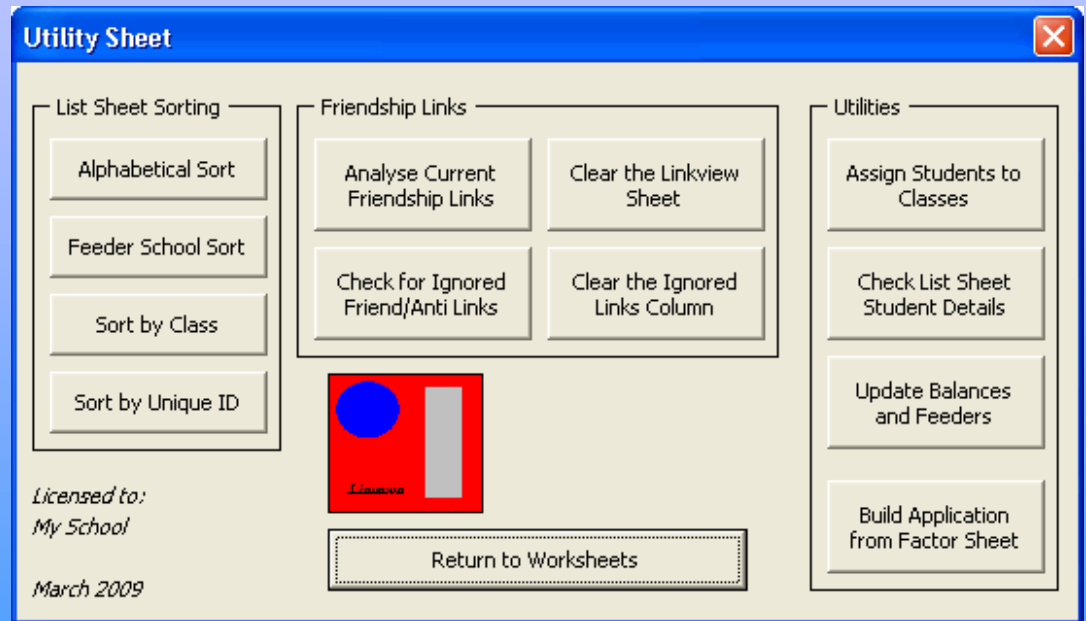 Utility Sheet
List Sheet Sorting
Alphabetical Sort
Feeder School Sort
Sort by Class
Sort by Unique ID
Friendship Links
Analyse Current
Friendship Links
Clear the Linkview
Sheet
Check for Ignored
Friend/Anti Links
Clear the Ignored
Links Column
Utilities
Assign Students to
Classes
Check List Sheet
Student Details
Update Balances
and Feeders
Build Application
from Factor Sheet
Licensed to:
My School
March 2009
Return to Worksheets